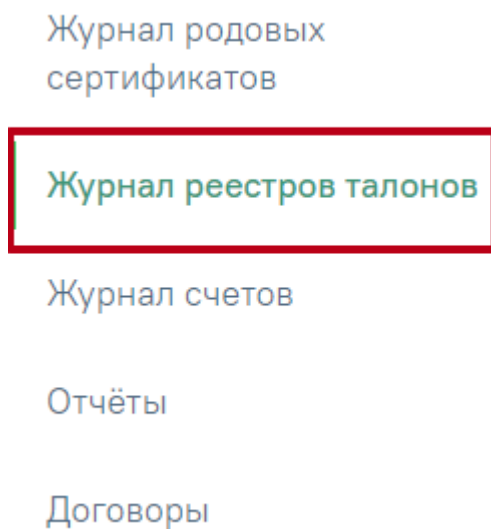 Журнал родовых
сертификатов
Журнал реестров талонов
Журнал счетов
Отчёты
Договоры